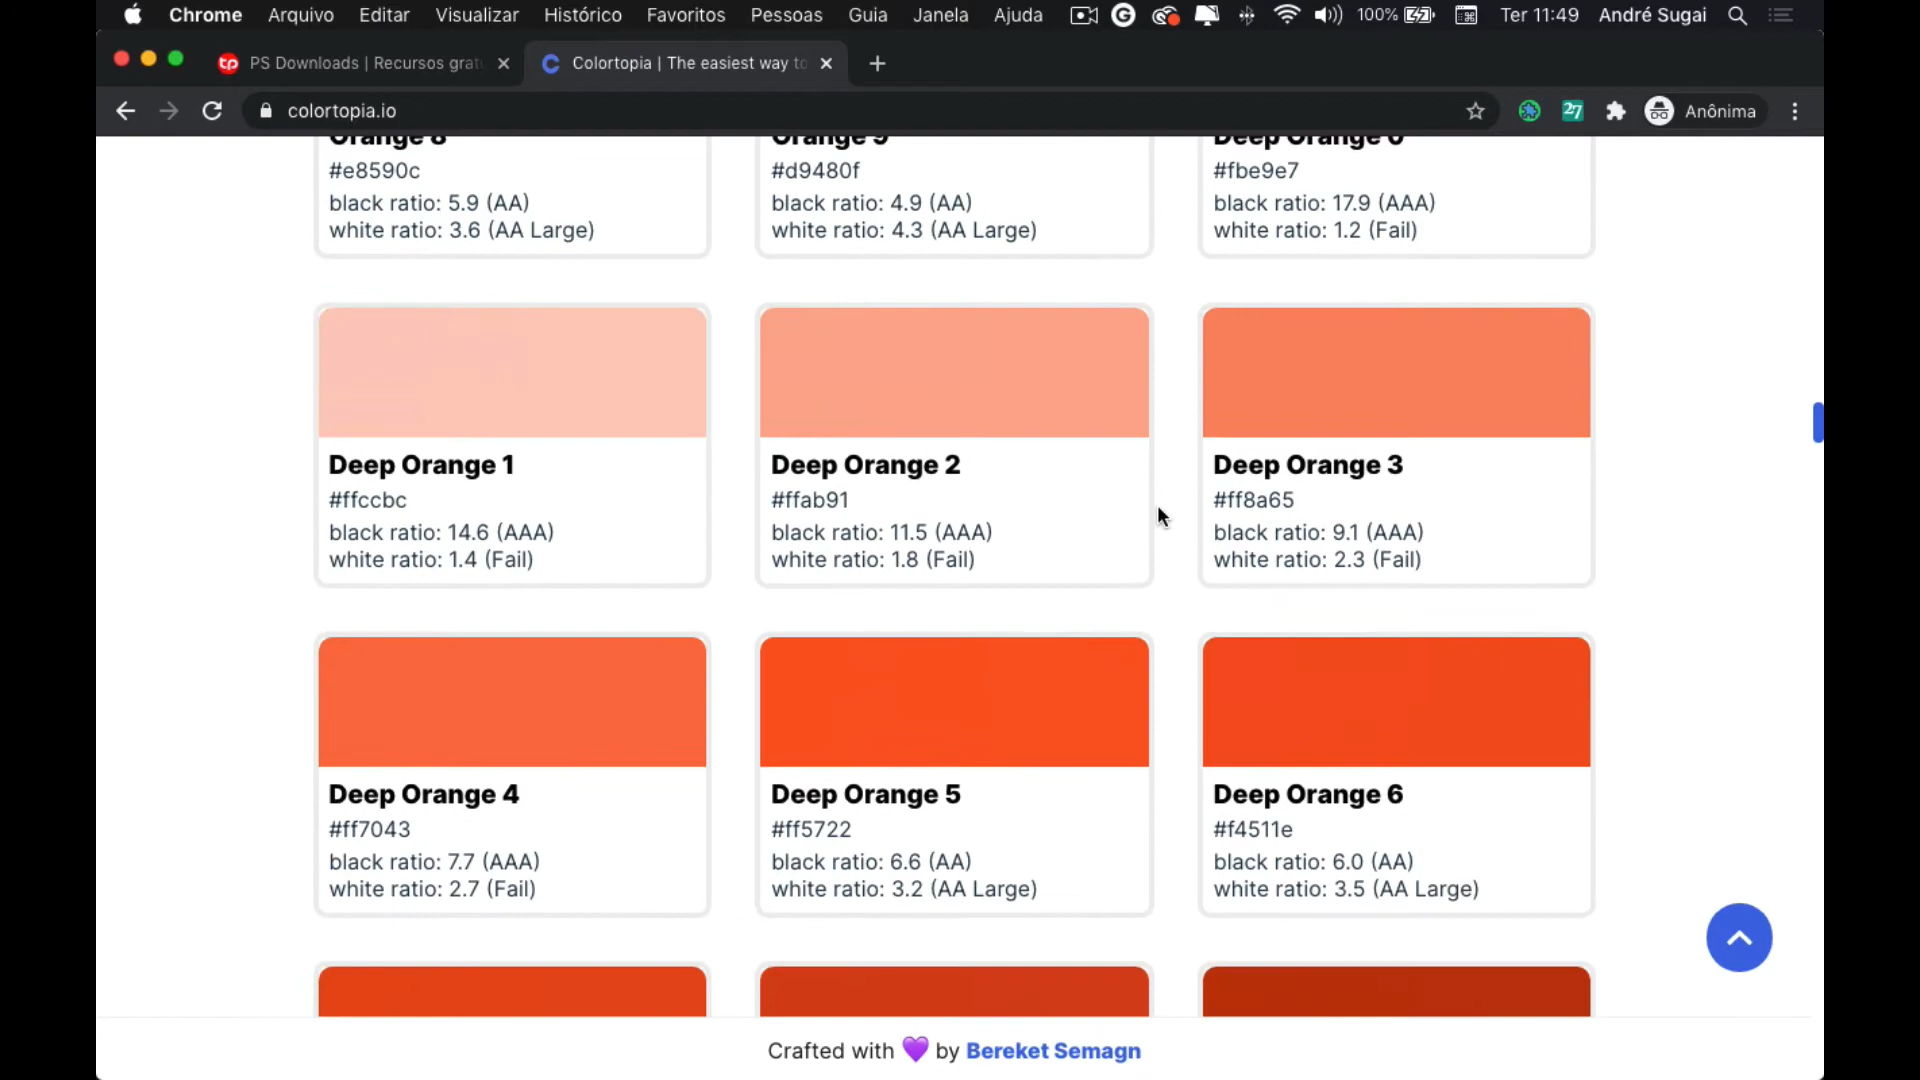 Chrome Arquivo Editar Visualizar Histórico Favoritos Pessoas Guia Janela Ajuda 100% Ter 11:49 André Sugai
PS Downloads | Recursos grat
Colortopia | The easiest way to
colortopia.io
27
Anônima
Orange 8
#e8590c
black ratio: 5.9 (AA)
white ratio: 3.6 (AA Large)
Orange 9
#d9480f
black ratio: 4.9 (AA)
white ratio: 4.3 (AA Large)
Deep Orange 0
#fbe9e7
black ratio: 17.9 (AAA)
white ratio: 1.2 (Fail)
Deep Orange 1
#ffccbc
black ratio: 14.6 (AAA)
white ratio: 1.4 (Fail)
Deep Orange 2
#ffab91
black ratio: 11.5 (AAA)
white ratio: 1.8 (Fail)
Deep Orange 3
#ff8a65
black ratio: 9.1 (AAA)
white ratio: 2.3 (Fail)
Deep Orange 4
#ff7043
black ratio: 7.7 (AAA)
white ratio: 2.7 (Fail)
Deep Orange 5
#ff5722
black ratio: 6.6 (AA)
white ratio: 3.2 (AA Large)
Deep Orange 6
#f4511e
black ratio: 6.0 (AA)
white ratio: 3.5 (AA Large)
Crafted with 💜 by Bereket Semagn